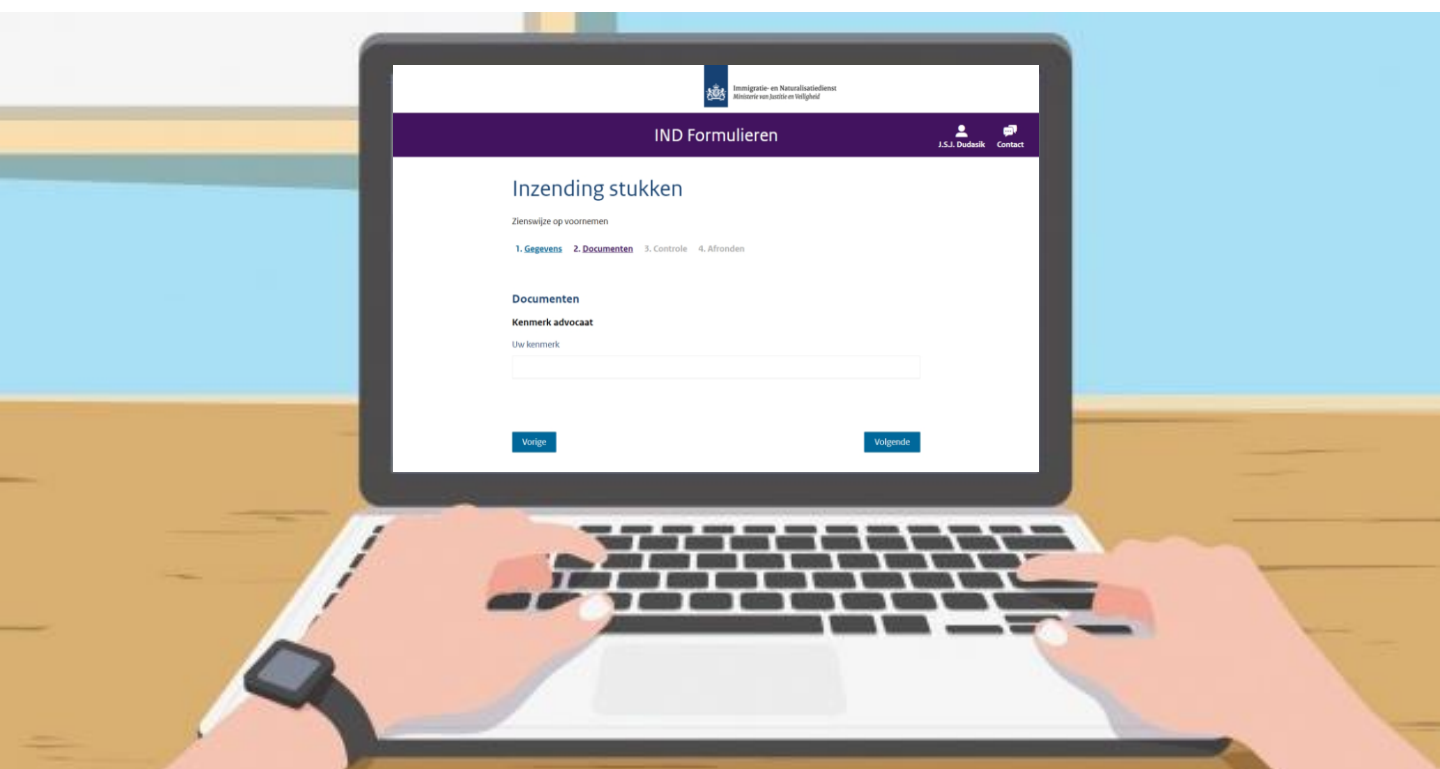 Immigratie- en Naturalisatiedienst
Ministerie van Justitie en Veiligheid
IND Formulieren
J.S.J. Dudasik Contact
Inzending stukken
Zienswijze op voornemen
1. Gegevens 2. Documenten 3. Controle 4. Afronden
Documenten
Kenmerk advocaat
Uw kenmerk
Vorige Volgende